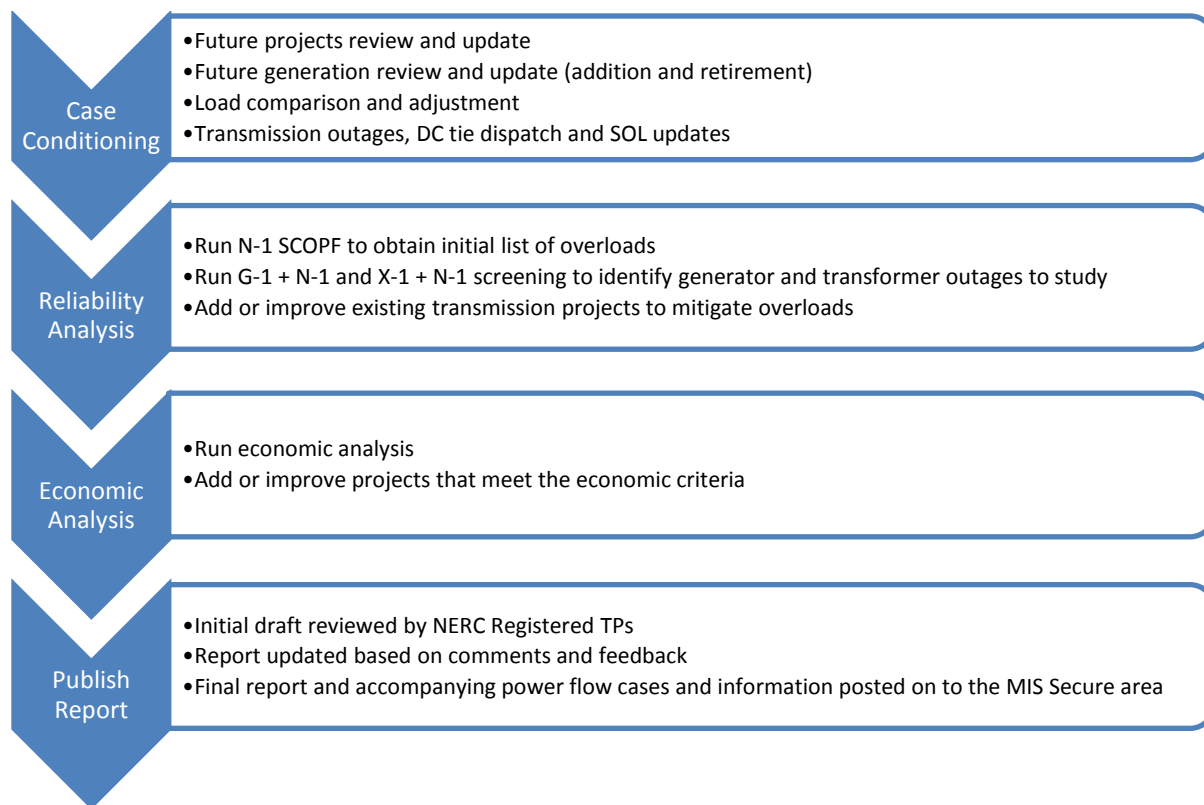 Case
Conditioning
•Future projects review and update
•Future generation review and update (addition and retirement)
•Load comparison and adjustment
•Transmission outages, DC tie dispatch and SOL updates
Reliability
Analysis
•Run N-1 SCOPF to obtain initial list of overloads
•Run G-1 + N-1 and X-1 + N-1 screening to identify generator and transformer outages to study
•Add or improve existing transmission projects to mitigate overloads
Economic
Analysis
•Run economic analysis
•Add or improve projects that meet the economic criteria
Publish
Report
•Initial draft reviewed by NERC Registered TPs
•Report updated based on comments and feedback
•Final report and accompanying power flow cases and information posted on to the MIS Secure area